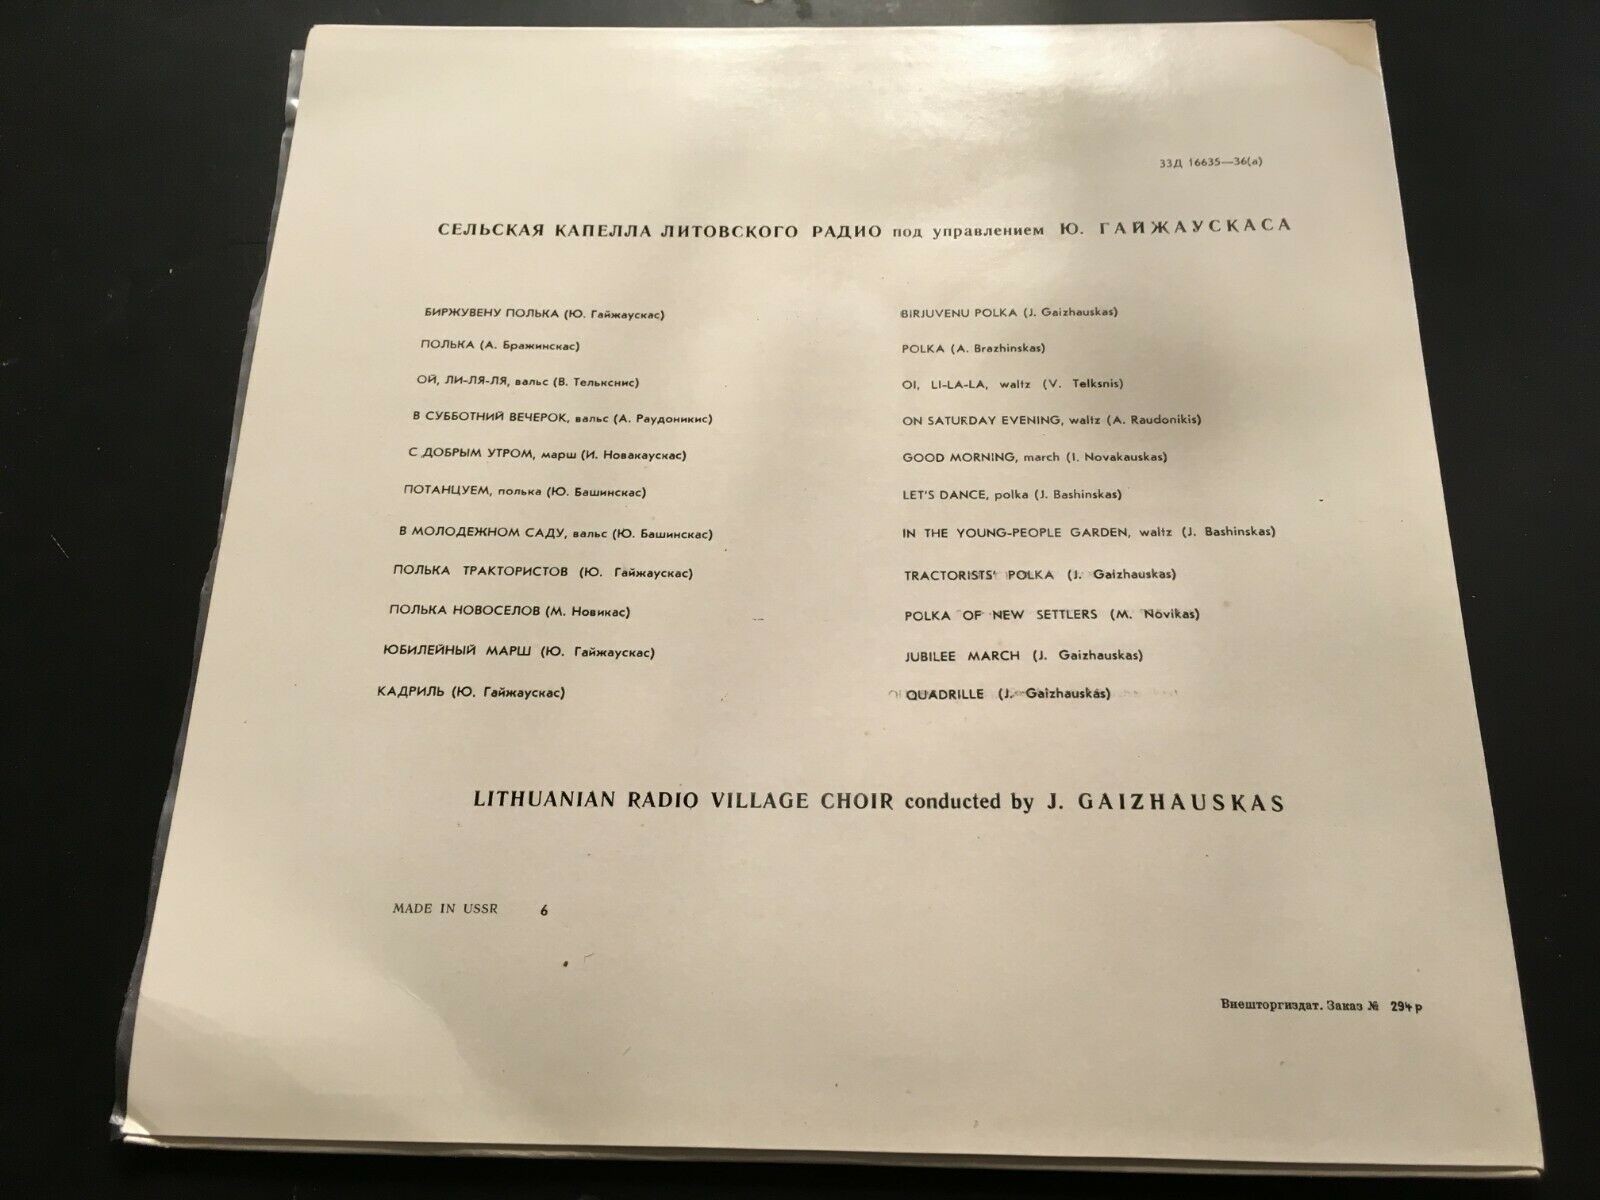 33Д 16635—36(а)
СЕЛЬСКАЯ КАПЕЛЛА ЛИТОВСКОГО РАДИО под управлением Ю. ГАЙЖАУСКАСА
БИРЖУВЕНУ ПОЛЬКА (Ю. Гайжаускас)
ПОЛЬКА (А. Бражинскас)
ОЙ, ЛИ-ЛЯ-ЛЯ, вальс (В. Телькснис)
В СУББОТНИЙ ВЕЧЕРОК, вальс (А. Раудоникис)
С ДОБРЫМ УТРОМ, марш (И. Новакаускас)
ПОТАНЦУЕМ, полька (Ю. Башинскас)
В МОЛОДЕЖНОМ САДУ, вальс (Ю. Башинскас)
ПОЛЬКА ТРАКТОРИСТОВ (Ю. Гайжаускас)
ПОЛЬКА НОВОСЕЛОВ (М. Новикас)
ЮБИЛЕЙНЫЙ МАРШ (Ю. Гайжаускас)
КАДРИЛЬ (Ю. Гайжаускас)
BIRJUVENU POLKA (J. Gaizhauskas)
POLKA (A. Brazhinskas)
OI, LI-LA-LA, waltz (V. Telksnis)
ON SATURDAY EVENING, waltz (A. Raudonikis)
GOOD MORNING, march (I. Novakauskas)
LET'S DANCE, polka (J. Bashinskas)
IN THE YOUNG-PEOPLE GARDEN, waltz (J. Bashinskas)
TRACTORISTS' POLKA (J. Gaizhauskas)
POLKA OF NEW SETTLERS (M. Novikas)
JUBILEE MARCH (J. Gaizhauskas)
QUADRILLE (J. Gaizhauskas)
LITHUANIAN RADIO VILLAGE CHOIR conducted by J. GAIZHAUSKAS
MADE IN USSR 6
Внешторгиздат. Заказ № 294р